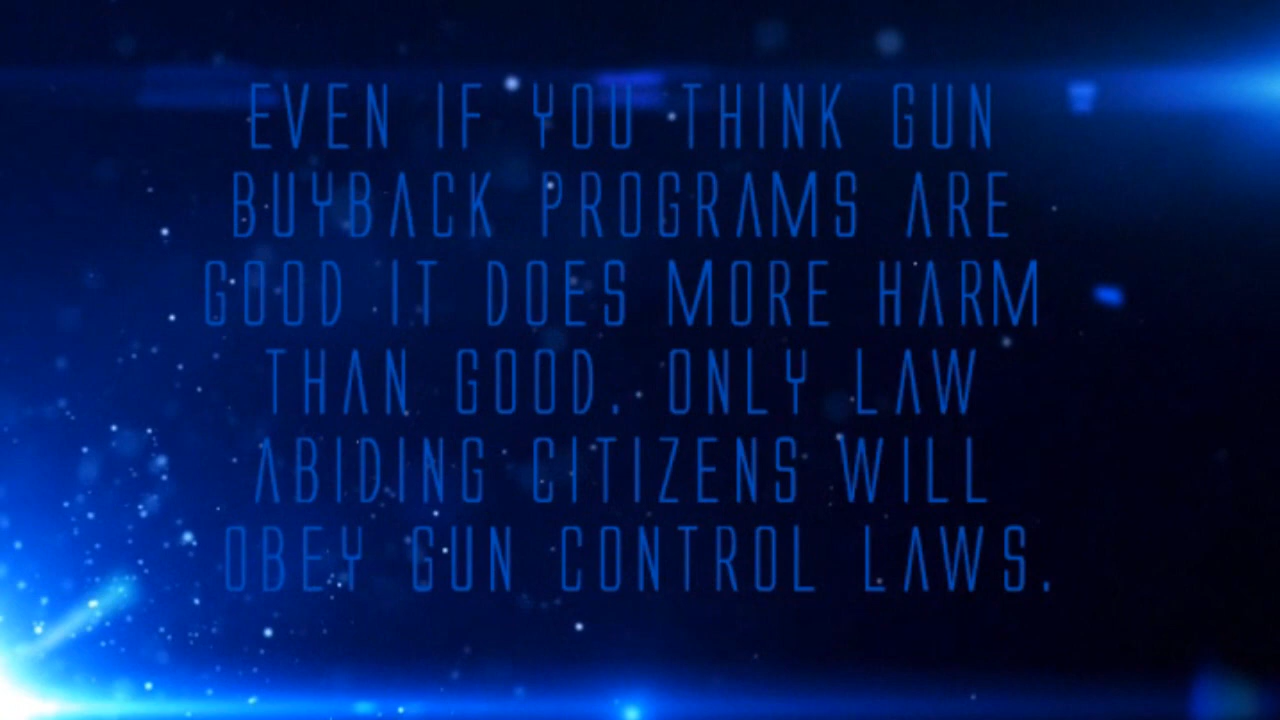 EVEN IF YOU THINK GUN
BUYBACK PROGRAMS ARE
GOOD IT DOES MORE HARM
THAN GOOD. ONLY LAW
ABIDING CITIZENS WILL
OBEY GUN CONTROL LAWS.